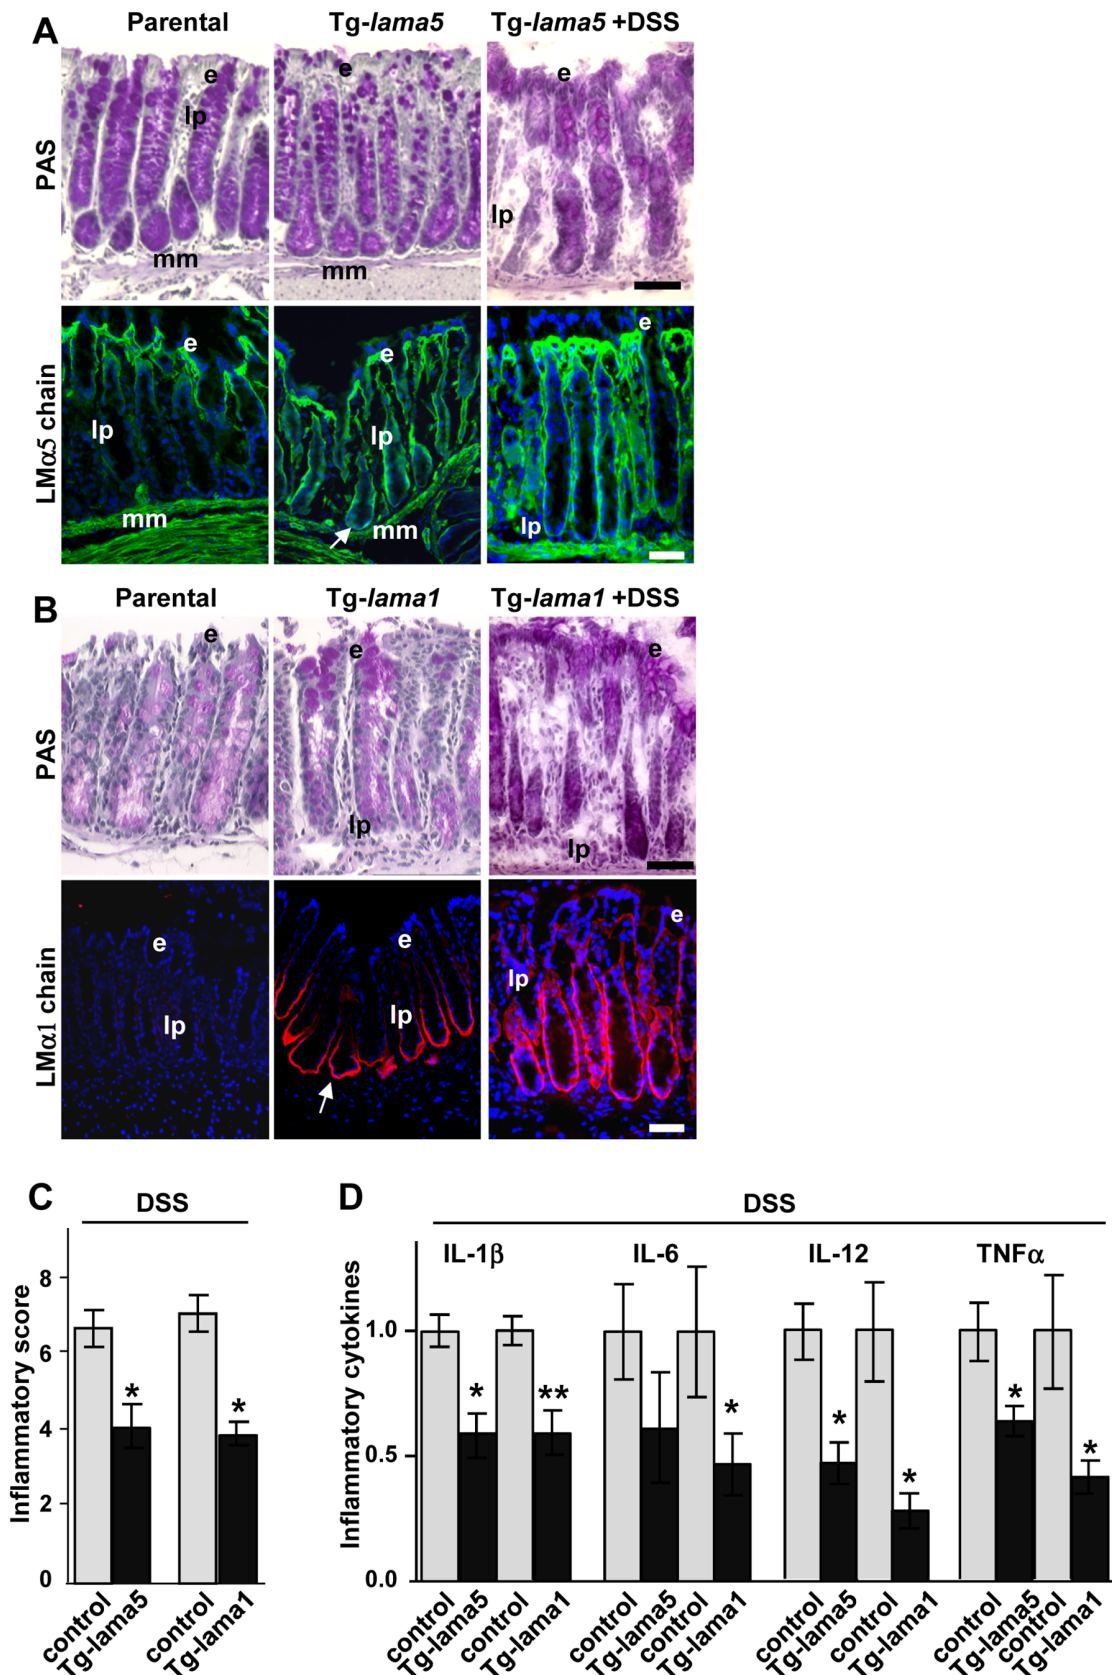 A
Parental
Tg-lama5
Tg-lama5 +DSS
PAS
e
lp
mm
e
mm
e
lp
LMα5 chain
e
lp
mm
e
lp
mm
e
lp
B
Parental
Tg-lama1
Tg-lama1 +DSS
PAS
e
e
lp
e
lp
LMα1 chain
e
lp
e
lp
e
lp
C
DSS
Inflammatory score
8
6
4
2
0
* *
control
Tg-lama5
control
Tg-lama1
D
DSS
IL-1β IL-6 IL-12 TNFα
Inflammatory cytokines
1.0
0.5
0.0
* ** * * * * *
control
Tg-lama5
control
Tg-lama1
control
Tg-lama5
control
Tg-lama1
control
Tg-lama5
control
Tg-lama1
control
Tg-lama5
control
Tg-lama1